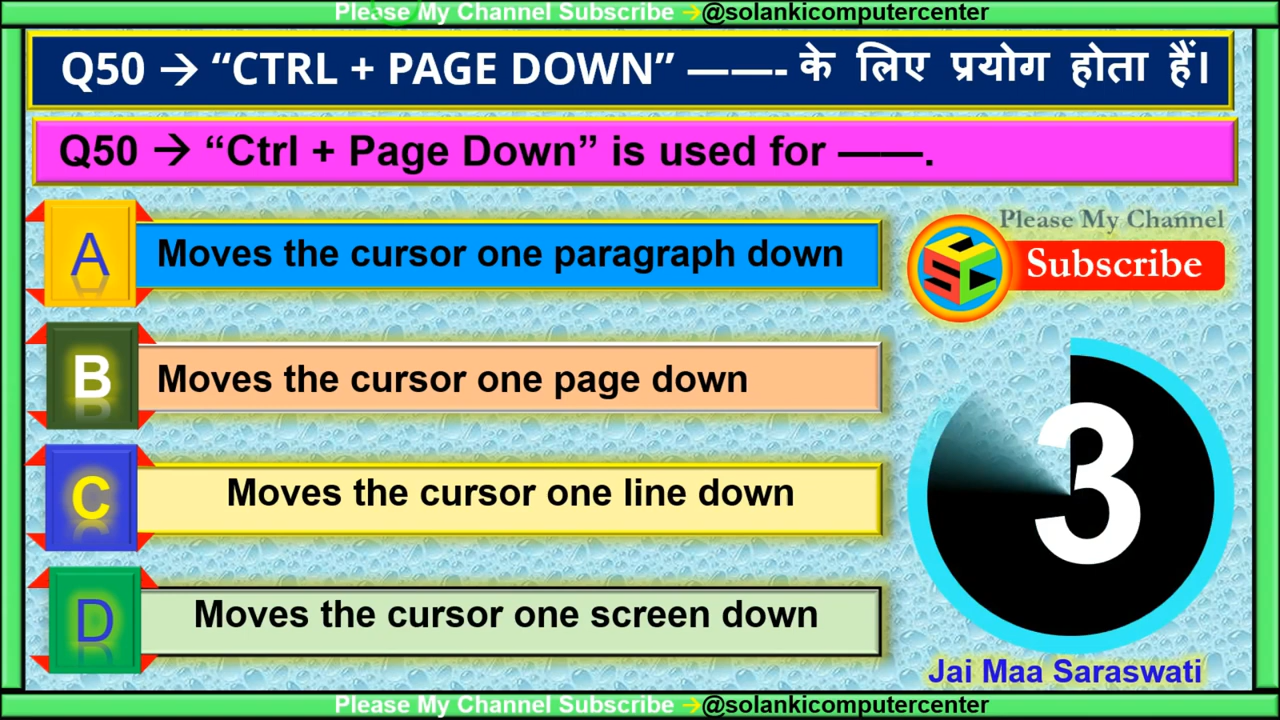 Please My Channel Subscribe → @solankicomputercenter
Q50 → “CTRL + PAGE DOWN” ——- के लिए प्रयोग होता हैं।
Q50 → “Ctrl + Page Down” is used for ——.
A Moves the cursor one paragraph down
Please My Channel
Subscribe
B Moves the cursor one page down
C Moves the cursor one line down
3
D Moves the cursor one screen down
Jai Maa Saraswati
Please My Channel Subscribe → @solankicomputercenter